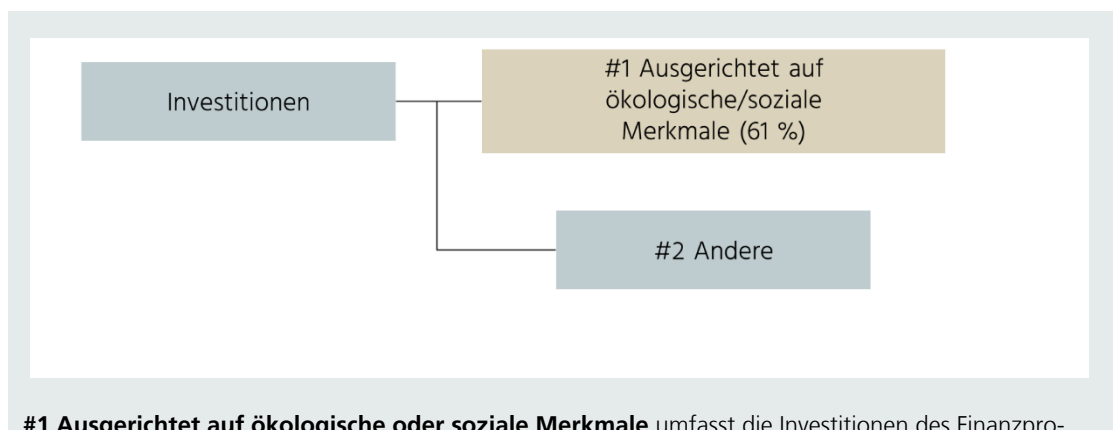 Investitionen
#1 Ausgerichtet auf
ökologische/soziale
Merkmale (61 %)
#2 Andere
#1 Ausgerichtet auf ökologische oder soziale Merkmale umfasst die Investitionen des Finanzpro-